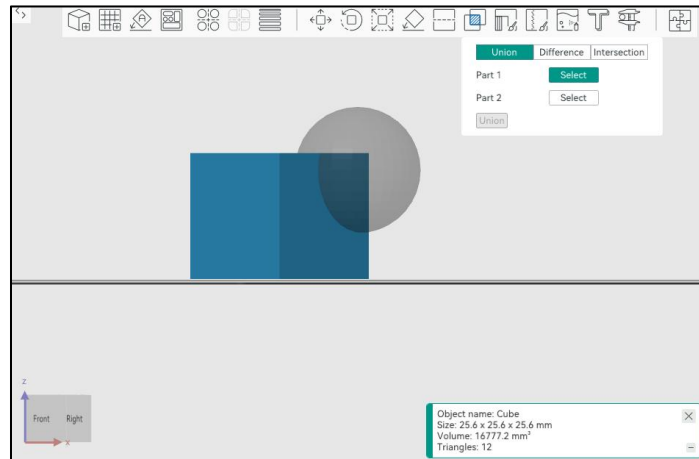 Union Difference Intersection
Part 1 Select
Part 2 Select
Union
z
Front Right
x
Object name: Cube
Size: 25.6 x 25.6 x 25.6 mm
Volume: 16777.2 mm³
Triangles: 12